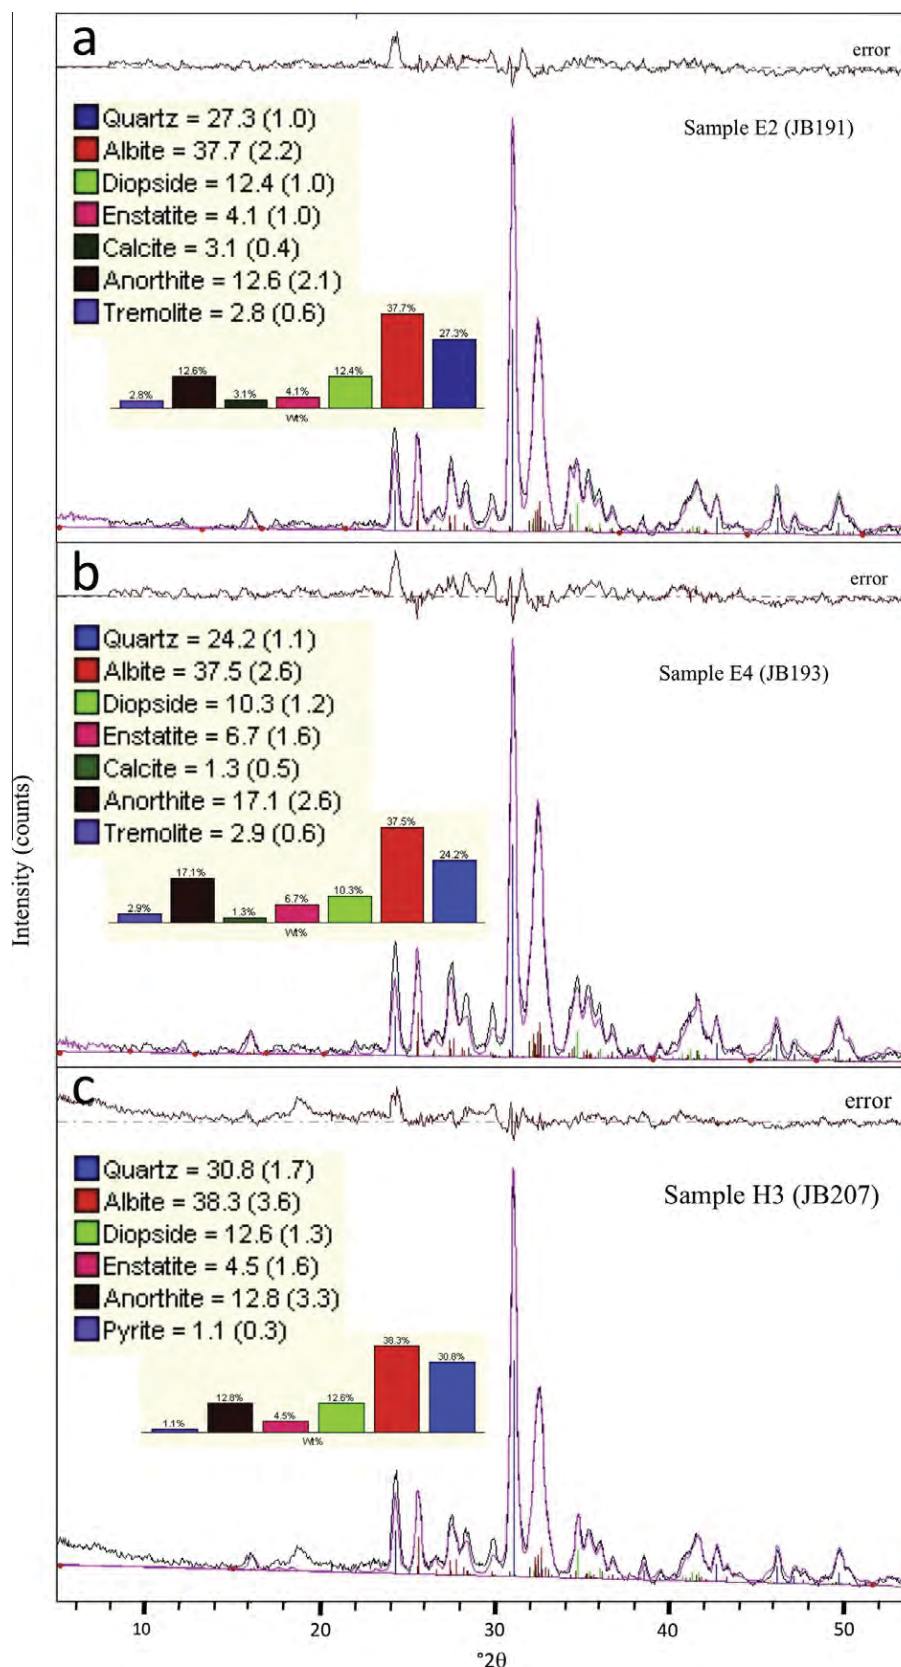 a
error
Sample E2 (JB191)
Quartz = 27.3 (1.0)
Albite = 37.7 (2.2)
Diopside = 12.4 (1.0)
Enstatite = 4.1 (1.0)
Calcite = 3.1 (0.4)
Anorthite = 12.6 (2.1)
Tremolite = 2.8 (0.6)
2.8%
12.6%
3.1%
4.1%
12.4%
37.7%
27.3%
Wt%
b
error
Sample E4 (JB193)
Quartz = 24.2 (1.1)
Albite = 37.5 (2.6)
Diopside = 10.3 (1.2)
Enstatite = 6.7 (1.6)
Calcite = 1.3 (0.5)
Anorthite = 17.1 (2.6)
Tremolite = 2.9 (0.6)
2.9%
17.1%
1.3%
6.7%
10.3%
37.5%
24.2%
Wt%
Intensity (counts)
c
error
Sample H3 (JB207)
Quartz = 30.8 (1.7)
Albite = 38.3 (3.6)
Diopside = 12.6 (1.3)
Enstatite = 4.5 (1.6)
Anorthite = 12.8 (3.3)
Pyrite = 1.1 (0.3)
1.1%
12.8%
4.5%
12.6%
38.3%
30.8%
Wt%
10 20 30 40 50
°2θ